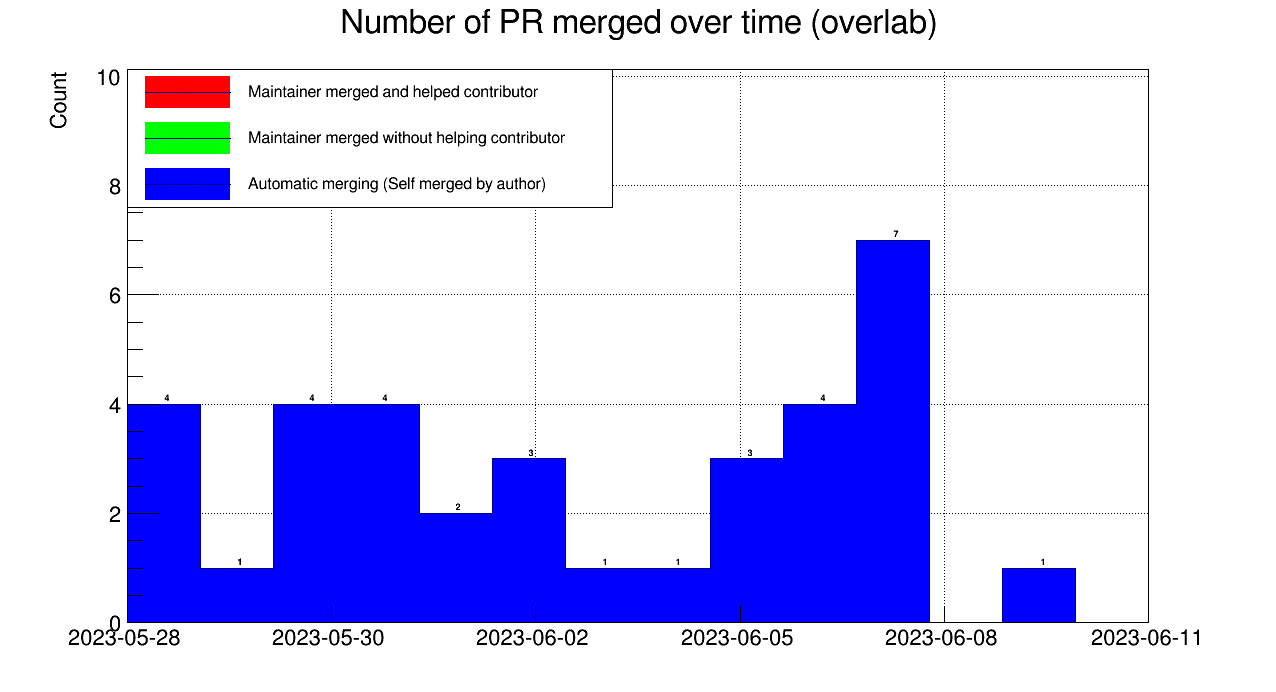 Number of PR merged over time (overlab)
Count
10
Maintainer merged and helped contributor
Maintainer merged without helping contributor
8
Automatic merging (Self merged by author)
7
6
4
4 4 4 4
3 3
2
2
1 1 1 1
0
2023-05-28 2023-05-30 2023-06-02 2023-06-05 2023-06-08 2023-06-11